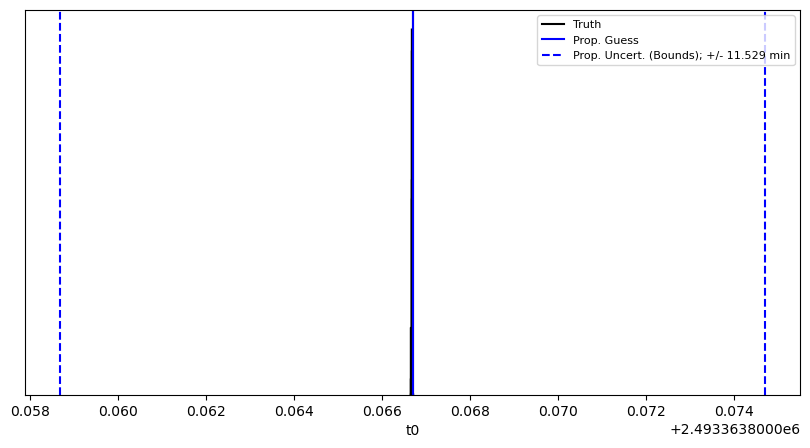 Truth
Prop. Guess
Prop. Uncert. (Bounds); +/- 11.529 min
0.058 0.060 0.062 0.064 0.066 0.068 0.070 0.072 0.074
t0
+2.4933638000e6